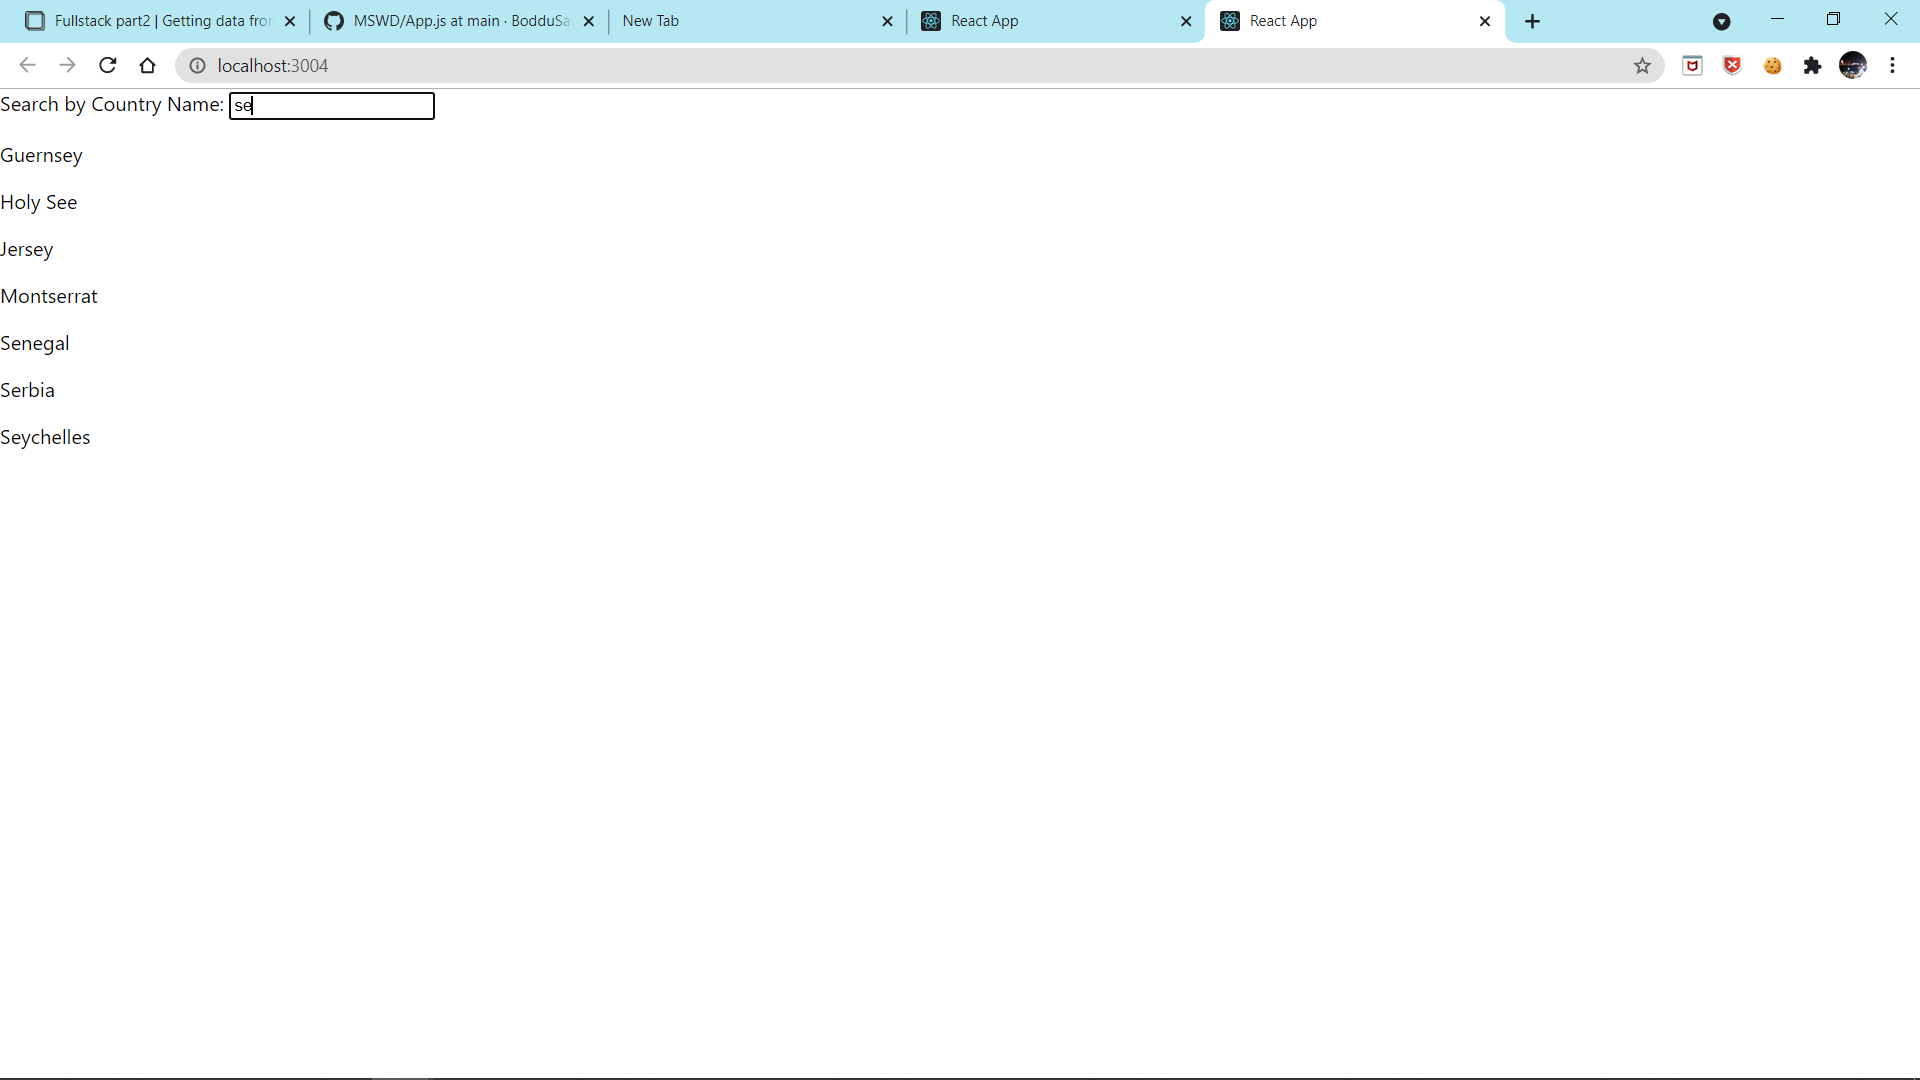 Fullstack part2 | Getting data from
MSWD/App.js at main · BodduSa
New Tab
React App
React App
localhost:3004
Search by Country Name: se
Guernsey
Holy See
Jersey
Montserrat
Senegal
Serbia
Seychelles